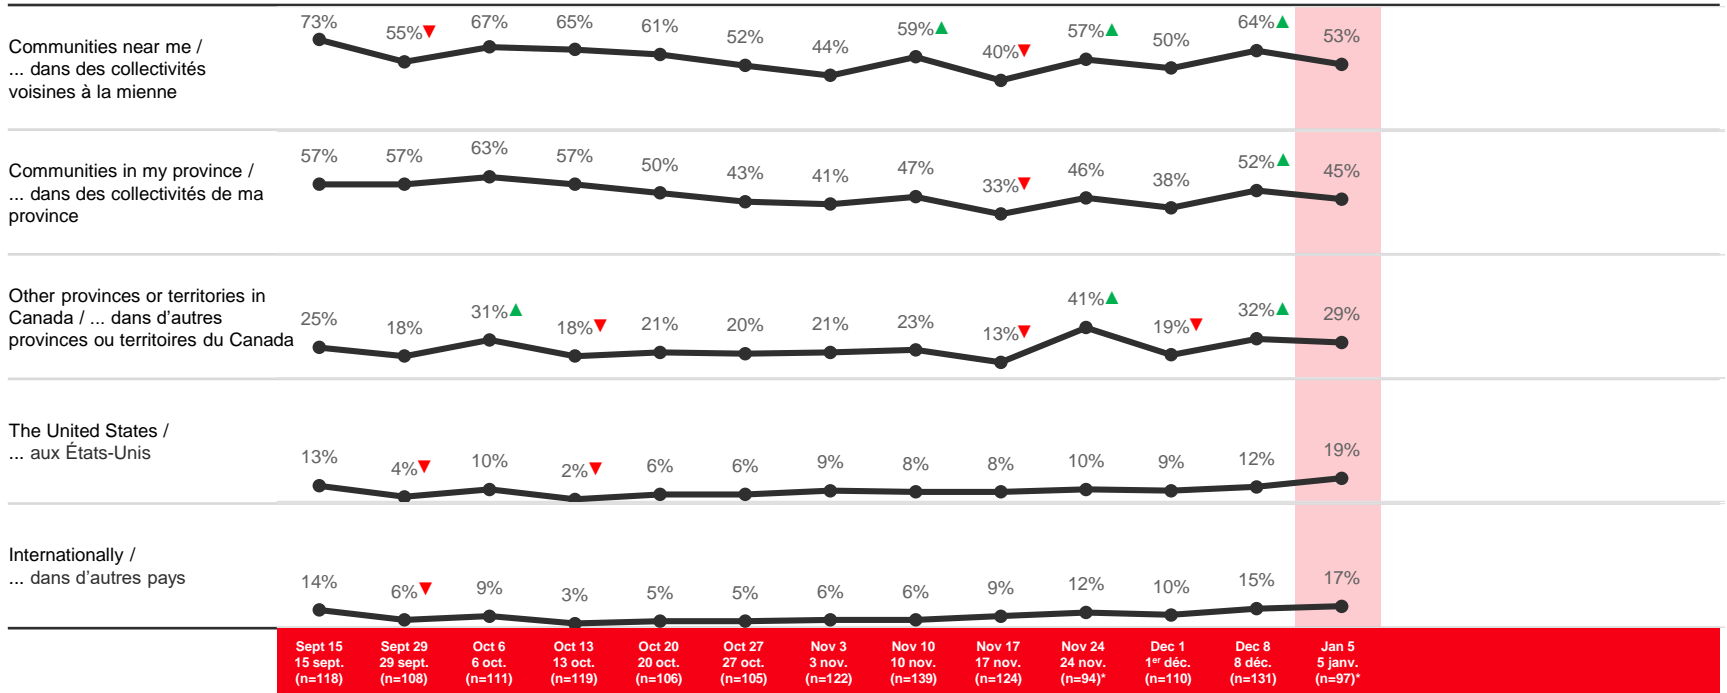 Communities near me /
... dans des collectivités
voisines à la mienne
73% 55%▼ 67% 65% 61% 52% 44% 59%▲ 40%▼ 57%▲ 50% 64%▲ 53%
Communities in my province /
... dans des collectivités de ma
province
57% 57% 63% 57% 50% 43% 41% 47% 33%▼ 46% 38% 52%▲ 45%
Other provinces or territories in
Canada / ... dans d’autres
provinces ou territoires du Canada
25% 18% 31%▲ 18%▼ 21% 20% 21% 23% 13%▼ 41%▲ 19%▼ 32%▲ 29%
The United States /
... aux États-Unis
13% 4%▼ 10% 2%▼ 6% 6% 9% 8% 8% 10% 9% 12% 19%
Internationally /
... dans d’autres pays
14% 6%▼ 9% 3% 5% 5% 6% 6% 9% 12% 10% 15% 17%
Sept 15 Sept 29 Oct 6 Oct 13 Oct 20 Oct 27 Nov 3 Nov 10 Nov 17 Nov 24 Dec 1 Dec 8 Jan 5
15 sept. 29 sept. 6 oct. 13 oct. 20 oct. 27 oct. 3 nov. 10 nov. 17 nov. 24 nov. 1er déc. 8 déc. 5 janv.
(n=118) (n=108) (n=111) (n=119) (n=106) (n=105) (n=122) (n=139) (n=124) (n=94)* (n=110) (n=131) (n=97)*